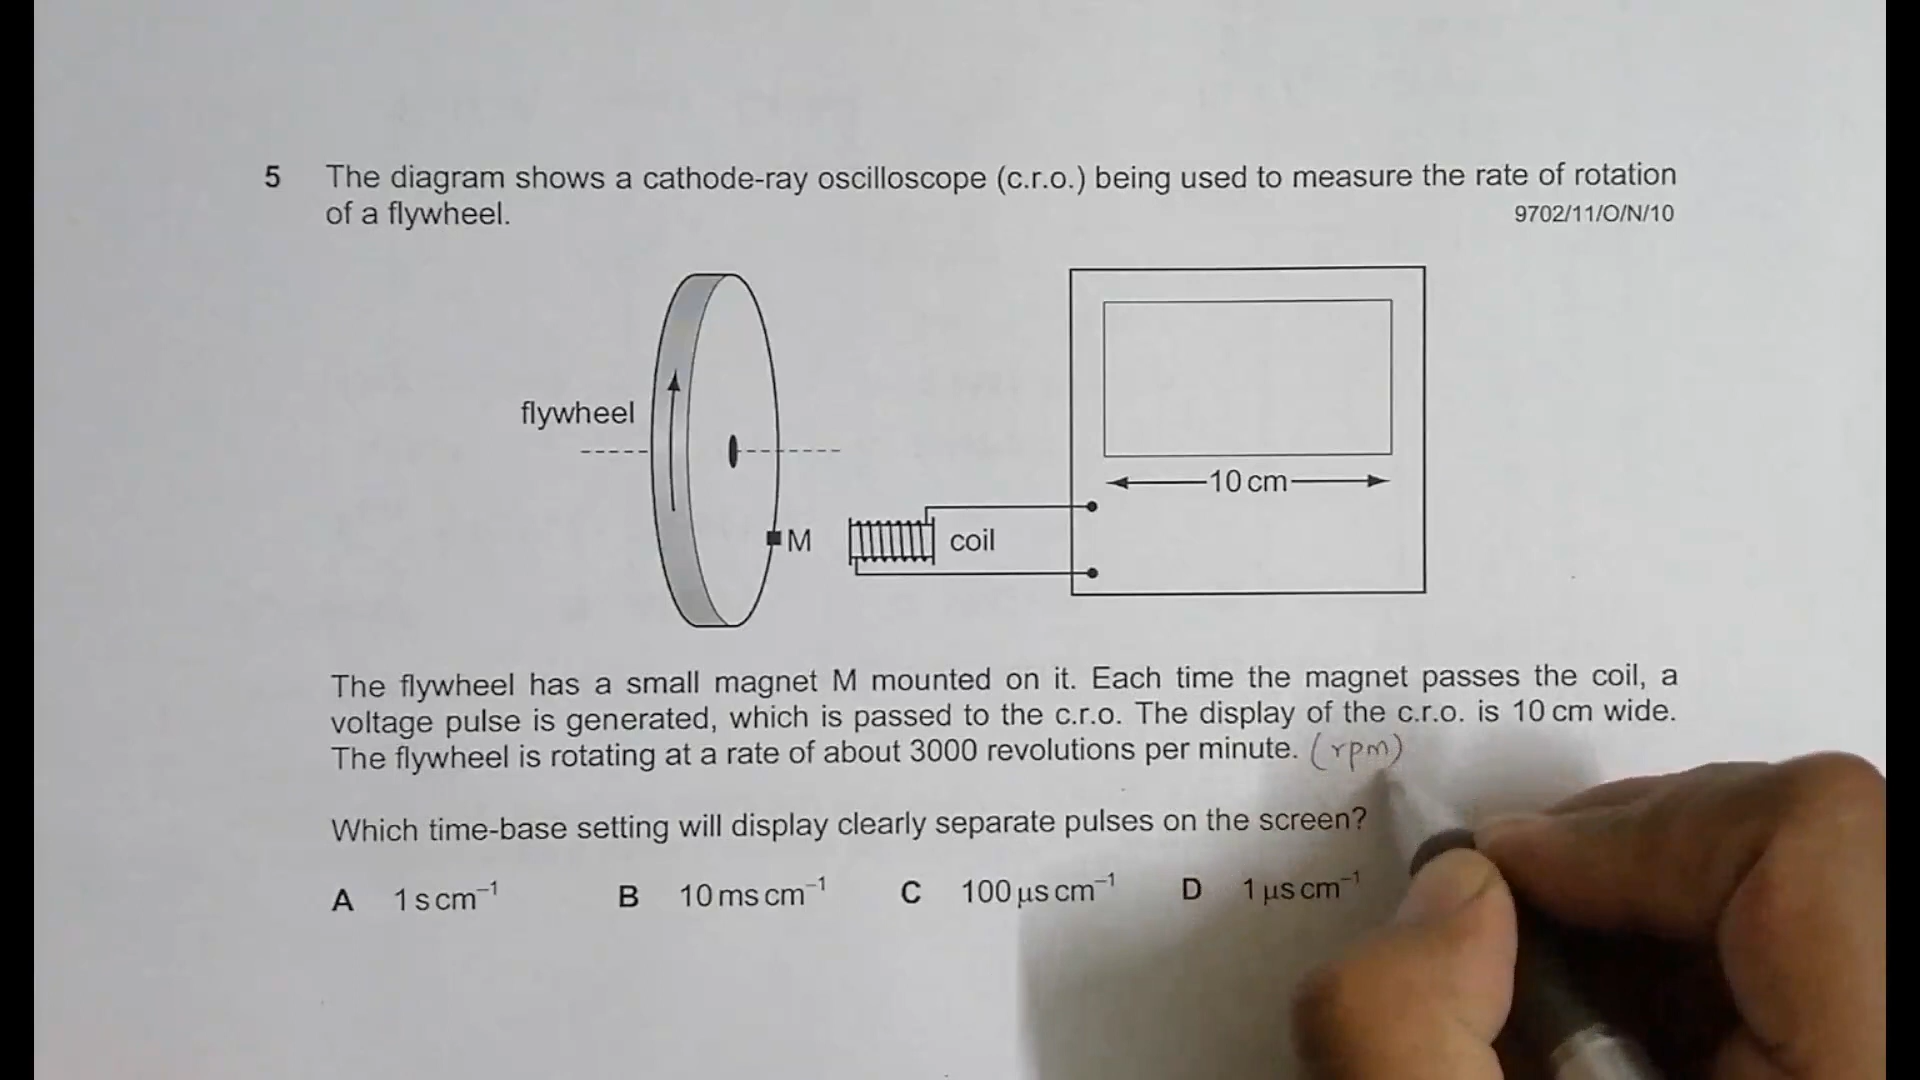 5 The diagram shows a cathode-ray oscilloscope (c.r.o.) being used to measure the rate of rotation
of a flywheel. 9702/11/O/N/10
flywheel
10 cm
M
coil
The flywheel has a small magnet M mounted on it. Each time the magnet passes the coil, a
voltage pulse is generated, which is passed to the c.r.o. The display of the c.r.o. is 10 cm wide.
The flywheel is rotating at a rate of about 3000 revolutions per minute. (rpm)
Which time-base setting will display clearly separate pulses on the screen?
A 1 s cm⁻¹ B 10 ms cm⁻¹ C 100 μs cm⁻¹ D 1 μs cm⁻¹